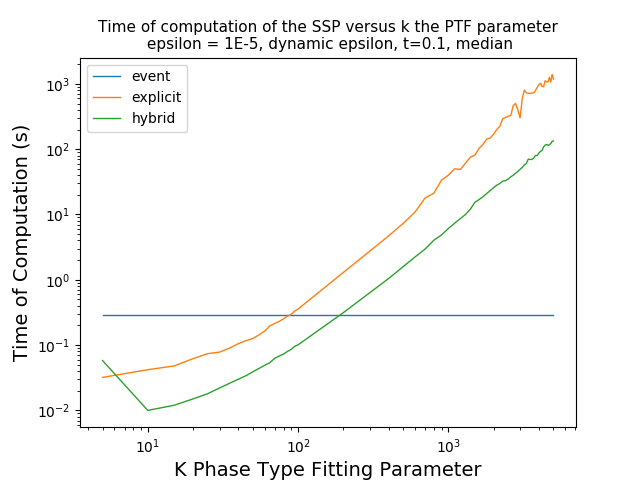 Time of computation of the SSP versus k the PTF parameter
epsilon = 1E-5, dynamic epsilon, t=0.1, median
event
explicit
hybrid
Time of Computation (s)
10³
10²
10¹
10⁰
10⁻¹
10⁻²
10¹
10²
10³
K Phase Type Fitting Parameter